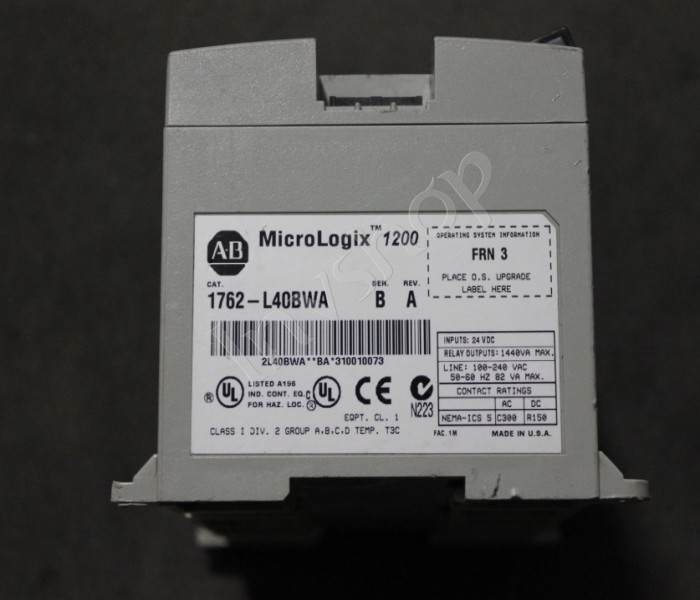 MicroLogix™ 1200
A·B
OPERATING SYSTEM INFORMATION
FRN 3
PLACE O.S. UPGRADE
LABEL HERE
CAT. SER. REV.
1762-L40BWA B A
2L40BWA**BA*310010073
INPUTS: 24 VDC
RELAY OUTPUTS: 1440VA MAX.
LINE: 100-240 VAC
50-60 HZ 82 VA MAX.
CONTACT RATINGS
AC DC
NEMA-ICS 5 C300 R150
UL
®
LISTED A196
IND. CONT. EQ.
FOR HAZ. LOC.
C UL ®
CE
N223
EQPT. CL. 1
CLASS I DIV. 2 GROUP A,B,C,D TEMP. T3C
FAC. 1M MADE IN U.S.A.